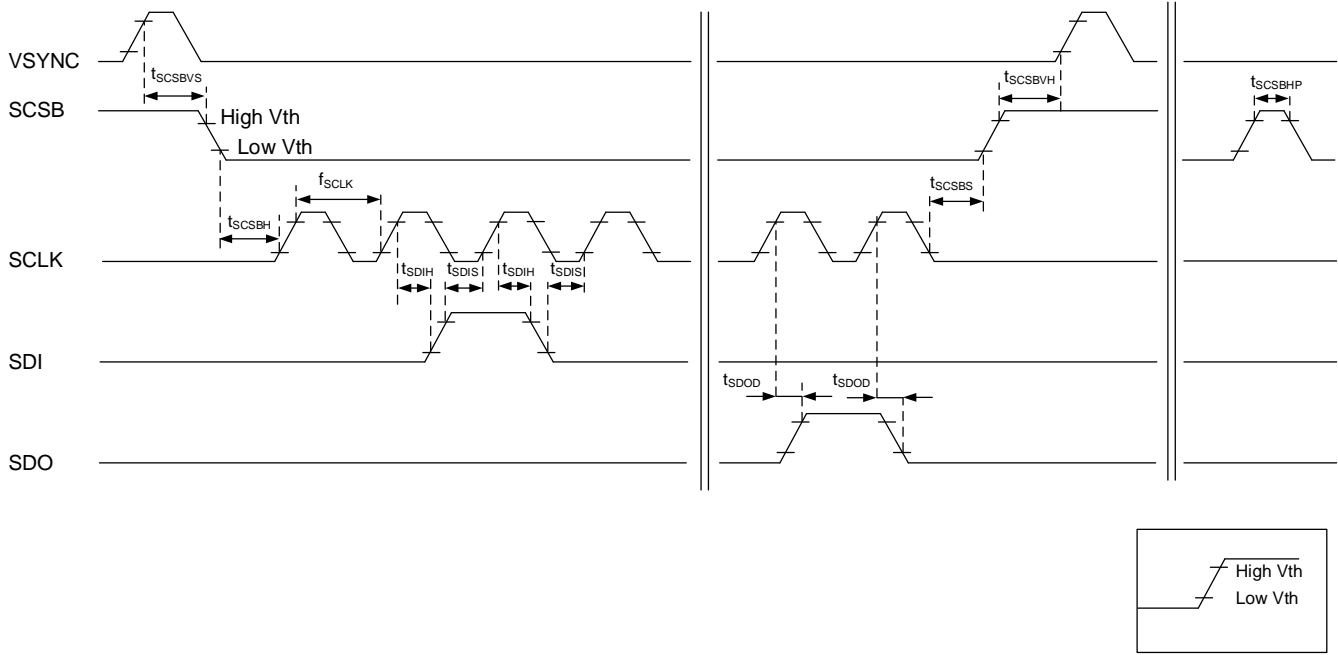 VSYNC
tSCSBVS
tSCSBVH
tSCSBHP
SCSB
High Vth
Low Vth
fSCLK
tSCSBH
tSCSBS
SCLK
tSDIH
tSDIS
tSDIH
tSDIS
SDI
tSDOD
tSDOD
SDO
High Vth
Low Vth